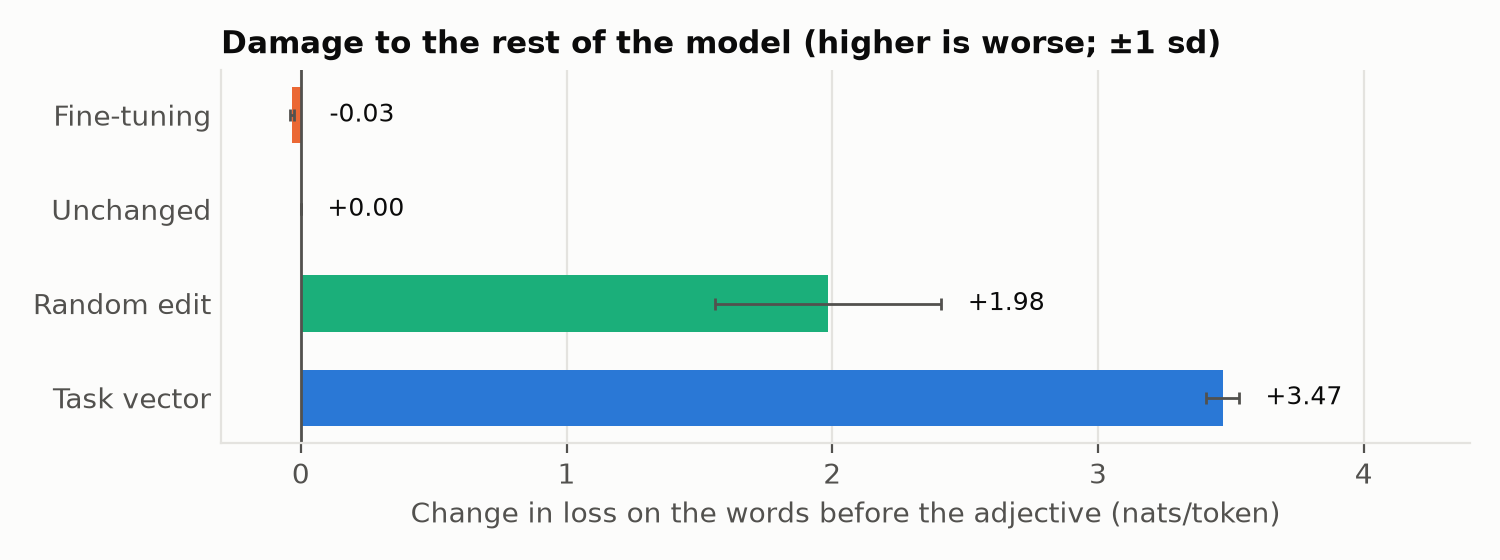 Damage to the rest of the model (higher is worse; ±1 sd)
Fine-tuning
-0.03
Unchanged
+0.00
Random edit
+1.98
Task vector
+3.47
0 1 2 3 4
Change in loss on the words before the adjective (nats/token)